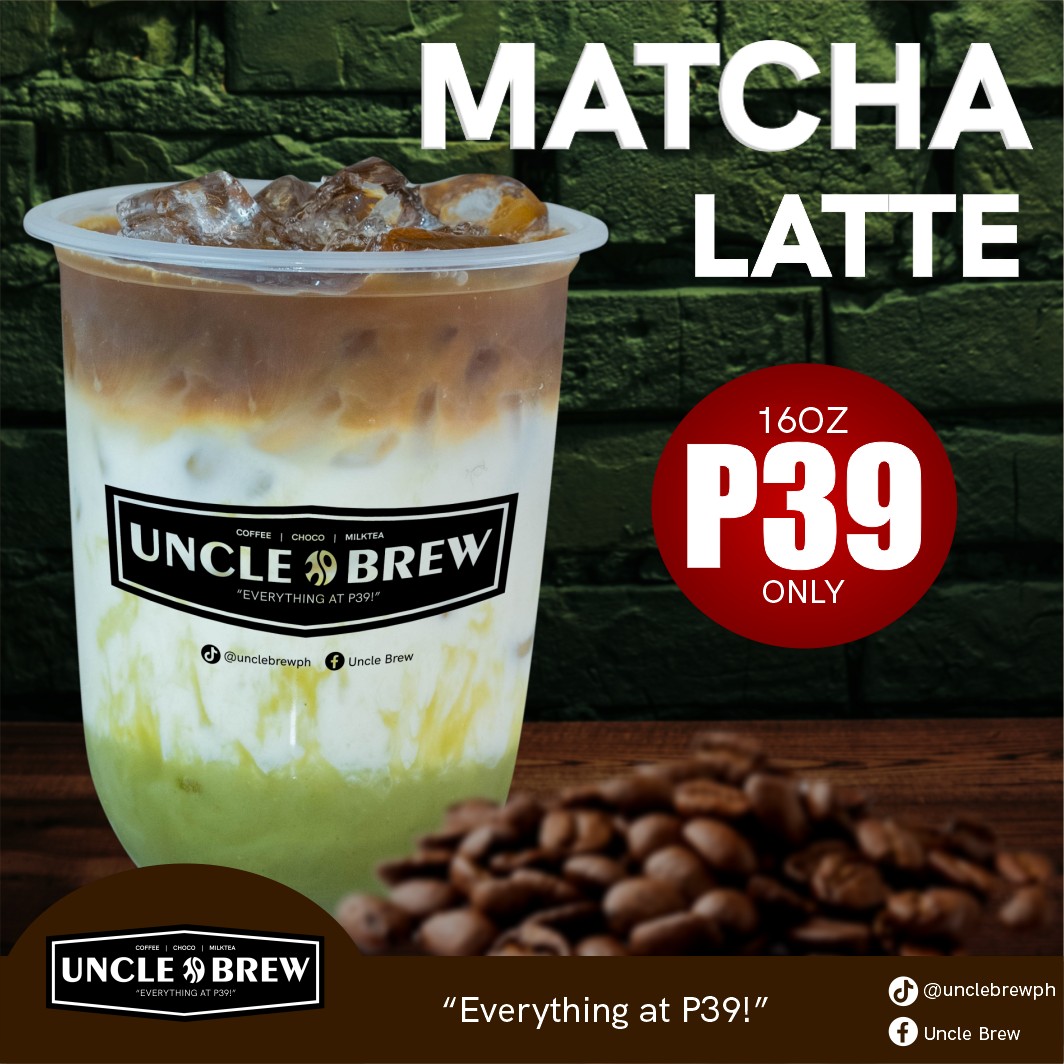 MATCHA
LATTE
16OZ
P39
ONLY
COFFEE | CHOCO | MILKTEA
UNCLE BREW
"EVERYTHING AT P39!"
@unclebrewph Uncle Brew
COFFEE | CHOCO | MILKTEA
UNCLE BREW
"EVERYTHING AT P39!"
“Everything at P39!”
@unclebrewph
Uncle Brew